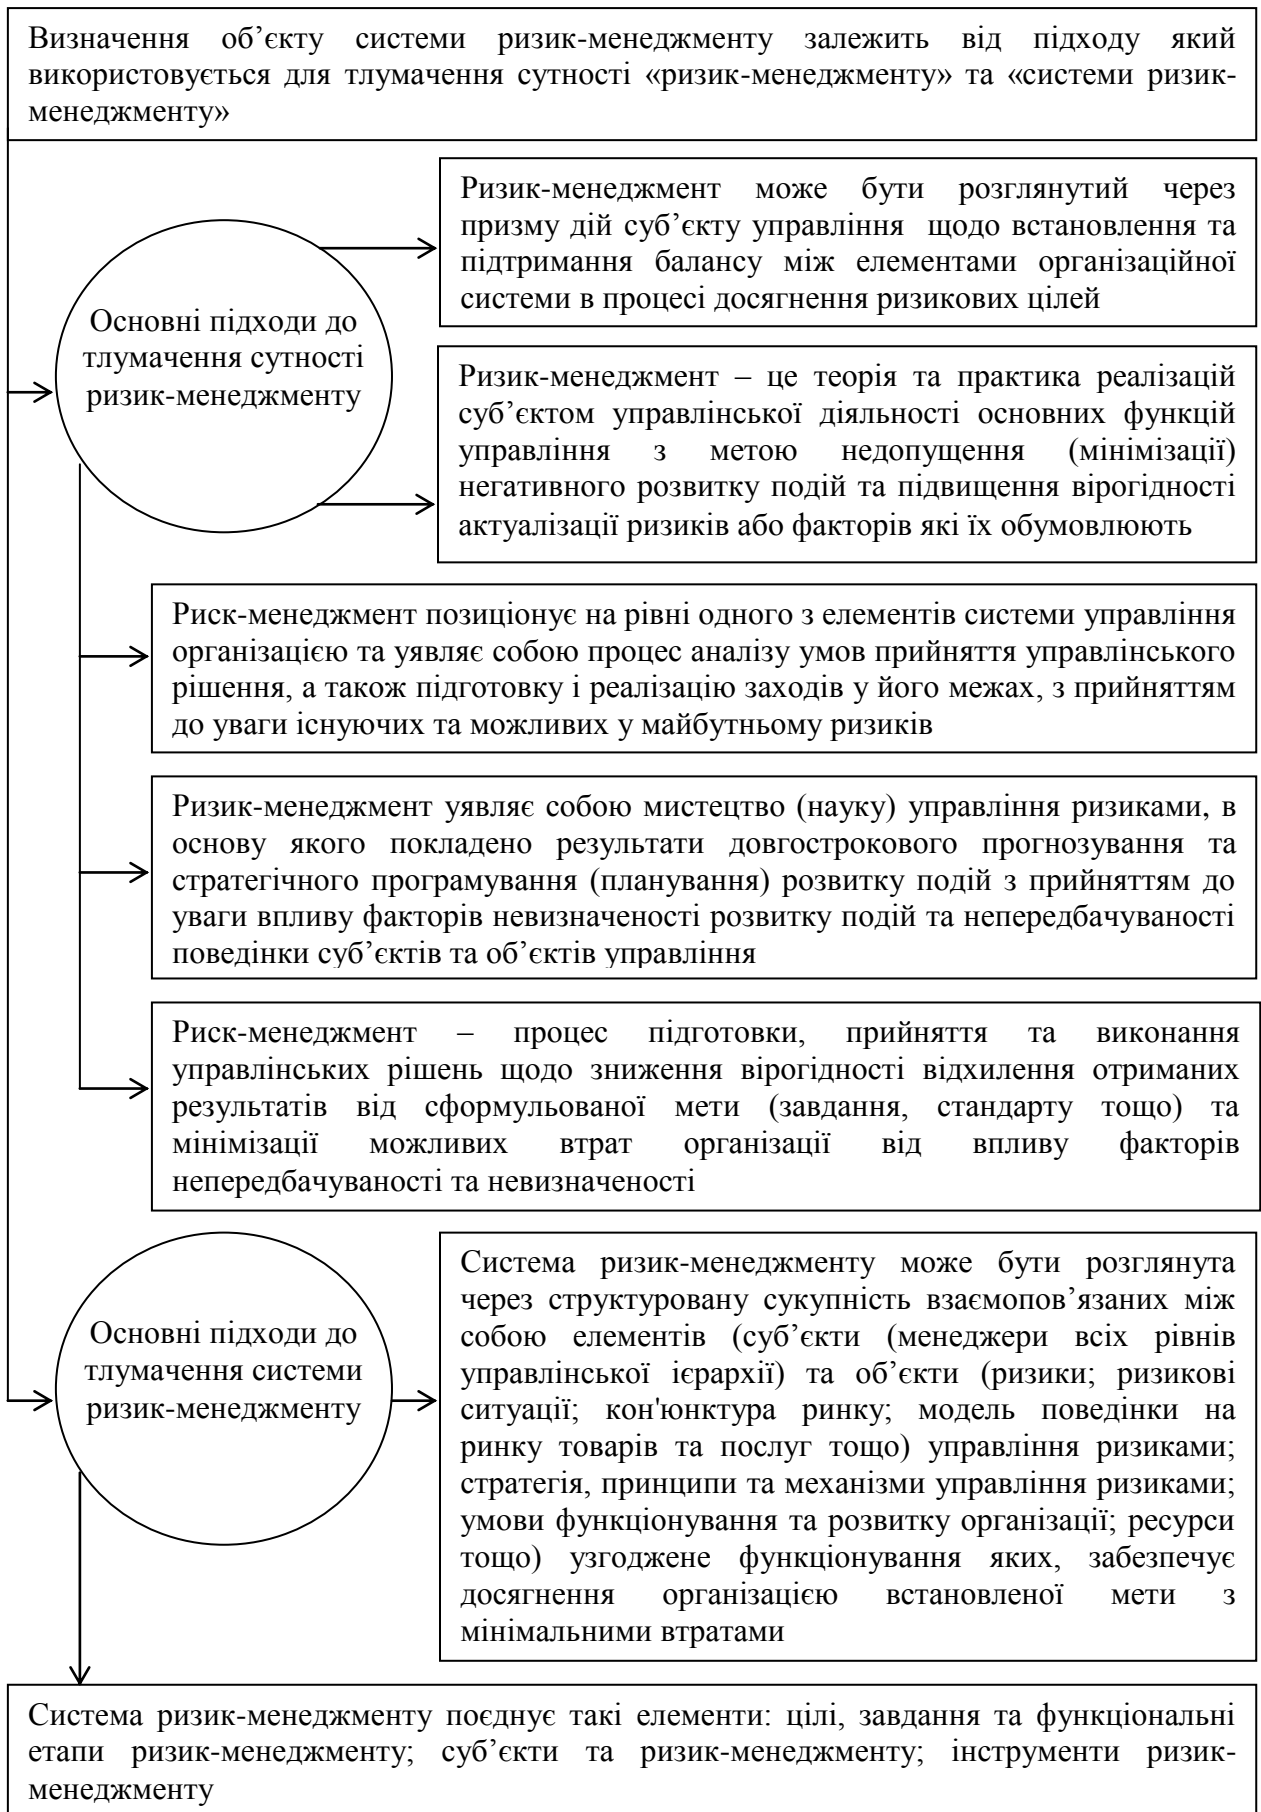 Визначення об’єкту системи ризик-менеджменту залежить від підходу який
використовується для тлумачення сутності «ризик-менеджменту» та «системи ризик-
менеджменту»
Ризик-менеджмент може бути розглянутий через
призму дій суб’єкту управління щодо встановлення та
підтримання балансу між елементами організаційної
системи в процесі досягнення ризикових цілей
Основні підходи до
тлумачення сутності
ризик-менеджменту
Ризик-менеджмент – це теорія та практика реалізацій
суб’єктом управлінської діяльності основних функцій
управління з метою недопущення (мінімізації)
негативного розвитку подій та підвищення вірогідності
актуалізації ризиків або факторів які їх обумовлюють
Риск-менеджмент позиціонує на рівні одного з елементів системи управління
організацією та уявляє собою процес аналізу умов прийняття управлінського
рішення, а також підготовку і реалізацію заходів у його межах, з прийняттям
до уваги існуючих та можливих у майбутньому ризиків
Ризик-менеджмент уявляє собою мистецтво (науку) управління ризиками, в
основу якого покладено результати довгострокового прогнозування та
стратегічного програмування (планування) розвитку подій з прийняттям до
уваги впливу факторів невизначеності розвитку подій та непередбачуваності
поведінки суб’єктів та об’єктів управління
Риск-менеджмент – процес підготовки, прийняття та виконання
управлінських рішень щодо зниження вірогідності відхилення отриманих
результатів від сформульованої мети (завдання, стандарту тощо) та
мінімізації можливих втрат організації від впливу факторів
непередбачуваності та невизначеності
Основні підходи до
тлумачення системи
ризик-менеджменту
Система ризик-менеджменту може бути розглянута
через структуровану сукупність взаємопов’язаних між
собою елементів (суб’єкти (менеджери всіх рівнів
управлінської ієрархії) та об’єкти (ризики; ризикові
ситуації; кон'юнктура ринку; модель поведінки на
ринку товарів та послуг тощо) управління ризиками;
стратегія, принципи та механізми управління ризиками;
умови функціонування та розвитку організації; ресурси
тощо) узгоджене функціонування яких, забезпечує
досягнення організацією встановленої мети з
мінімальними втратами
Система ризик-менеджменту поєднує такі елементи: цілі, завдання та функціональні
етапи ризик-менеджменту; суб’єкти та ризик-менеджменту; інструменти ризик-
менеджменту